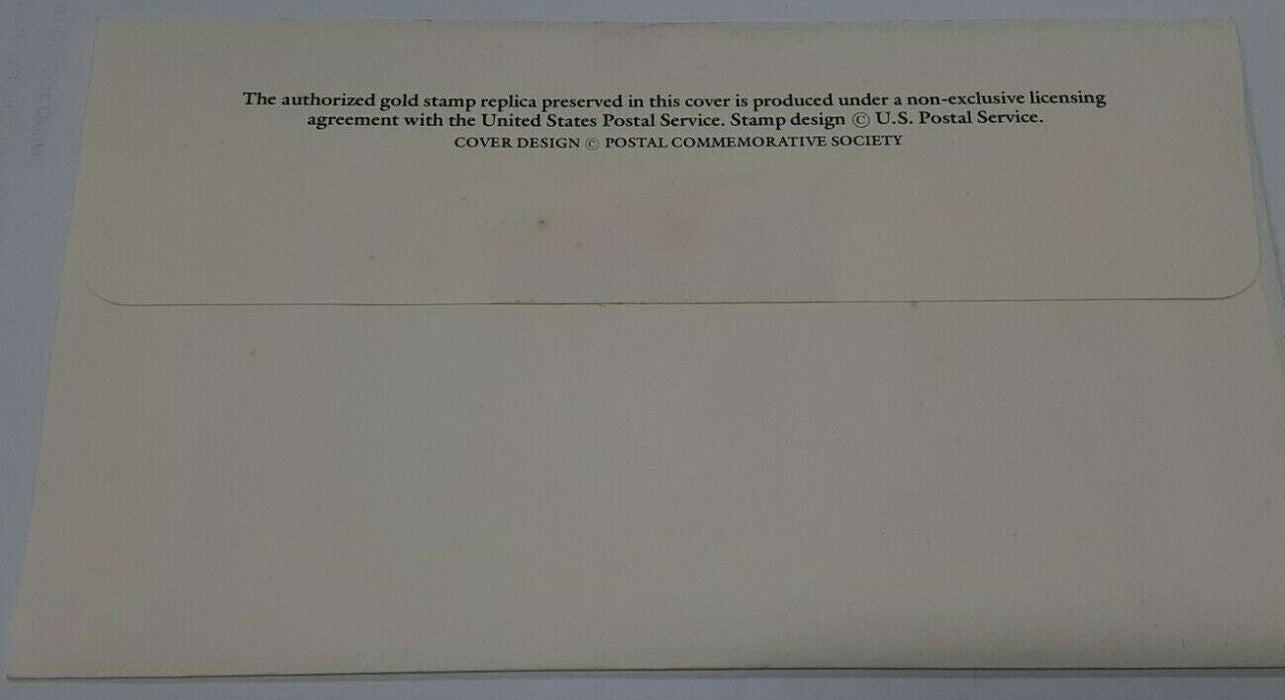 The authorized gold stamp replica preserved in this cover is produced under a non-exclusive licensing
agreement with the United States Postal Service. Stamp design © U.S. Postal Service.
COVER DESIGN © POSTAL COMMEMORATIVE SOCIETY